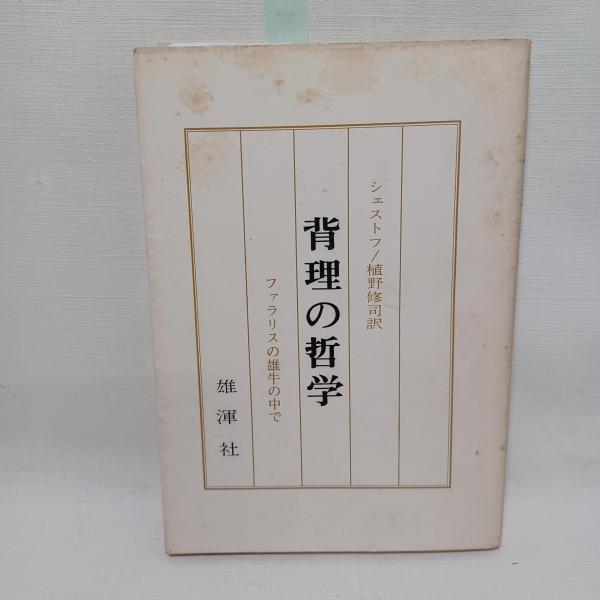 シェストフ/植野修司訳
背理の哲学
ファラリスの雄牛の中で
雄渾社